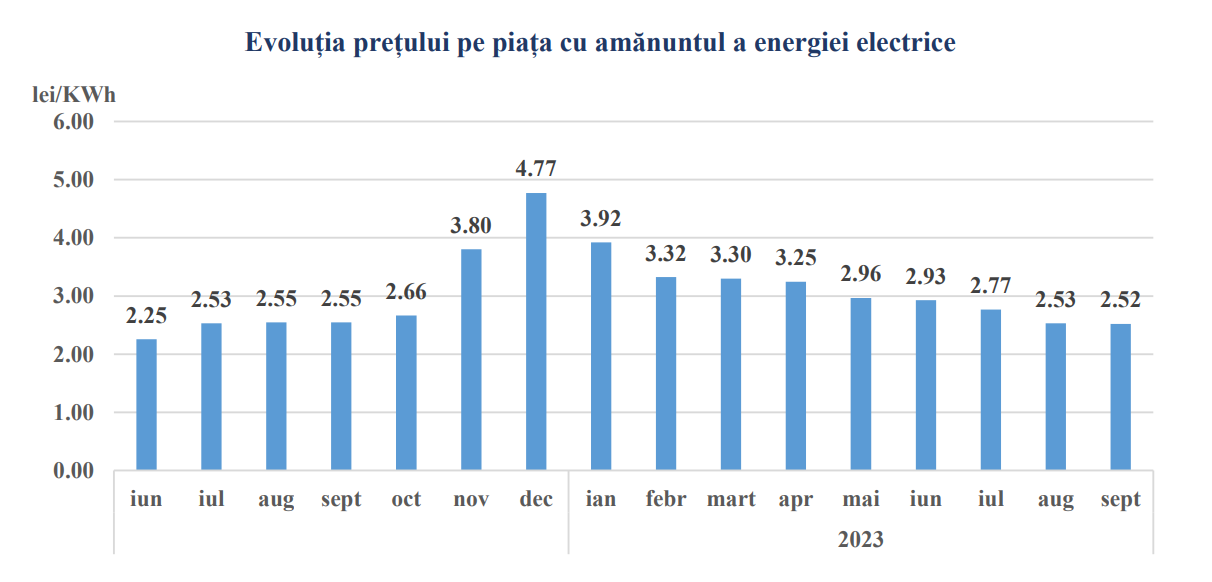 Evoluția prețului pe piața cu amănuntul a energiei electrice
lei/KWh
6.00
5.00
4.00
3.00
2.00
1.00
0.00
2.25 2.53 2.55 2.55 2.66 3.80 4.77 3.92 3.32 3.30 3.25 2.96 2.93 2.77 2.53 2.52
iun iul aug sept oct nov dec ian febr mart apr mai iun iul aug sept
2023